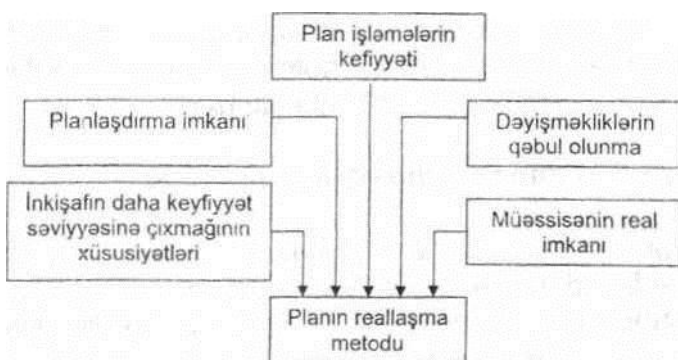 Plan işləmələrin
kefiyyəti
Planlaşdırma imkanı
Dəyişməkliklərin
qəbul olunma
İnkişafın daha keyfiyyət
səviyyəsinə çıxmağının
xüsusiyətləri
Müəssisənin real
imkanı
Planın reallaşma
metodu